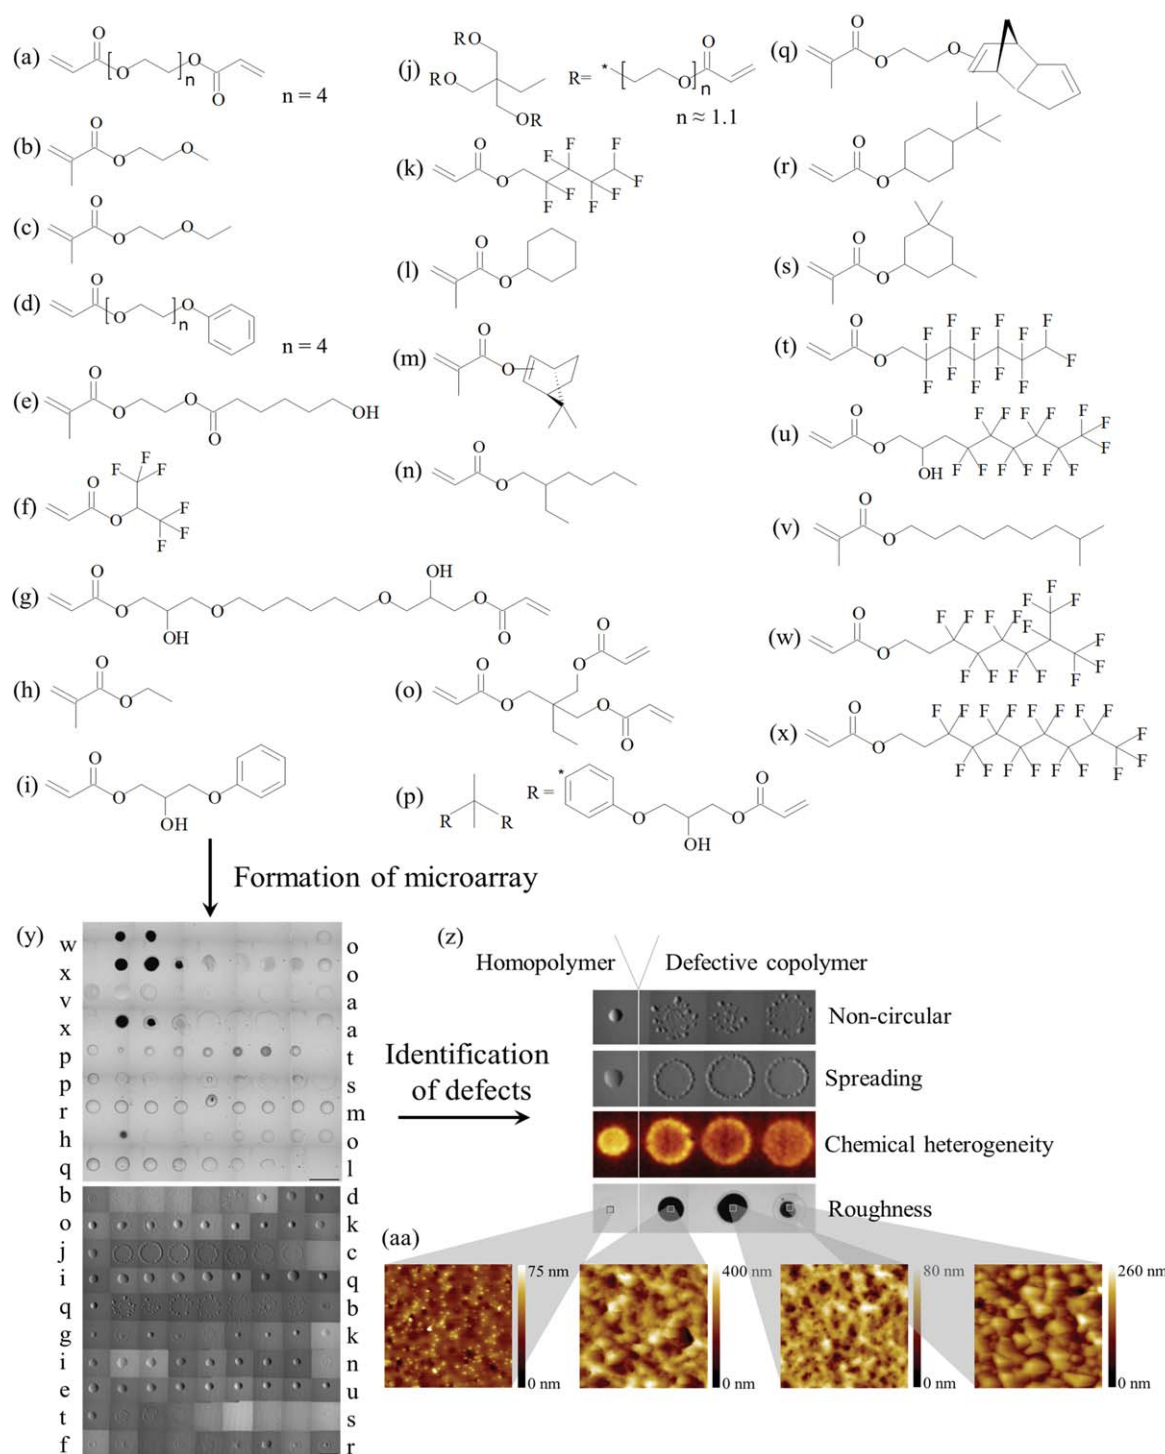 (a)
O
O
O
O
n
n = 4
(b)
O
O
O
(c)
O
O
O
(d)
O
O
O
n
n = 4
(e)
O
O
O
O
OH
(f)
F
F F
O
O
F
F
F
(g)
O
O
OH
O
OH
O
O
O
(h)
O
O
(i)
O
O
OH
O
(j)
RO
RO
OR
R=
*
O
O
n
n ≈ 1.1
(k)
O
O
F F F F
F F F F
(l)
O
O
(m)
O
O
(n)
O
O
(o)
O
O
O
O
O
O
(p)
R R
R =
*
O
OH
O
O
(q)
O
O
O
(r)
O
O
(s)
O
O
(t)
O
O
F F F F F F
F F F F F F
(u)
O
O
OH
F F F F F F F
F F F F F F F F
(v)
O
O
(w)
O
O
F F F F F
F F F F F F F F F F
(x)
O
O
F F F F F F F F F
F F F F F F F F
Formation of microarray
(y)
w o
x o
v a
x a
p t
p s
r m
h o
q l
b d
o k
j c
i q
q b
g k
i n
e u
t s
f r
Identification
of defects
(z)
Homopolymer Defective copolymer
Non-circular
Spreading
Chemical heterogeneity
Roughness
(aa)
75 nm
0 nm
400 nm
0 nm
80 nm
0 nm
260 nm
0 nm